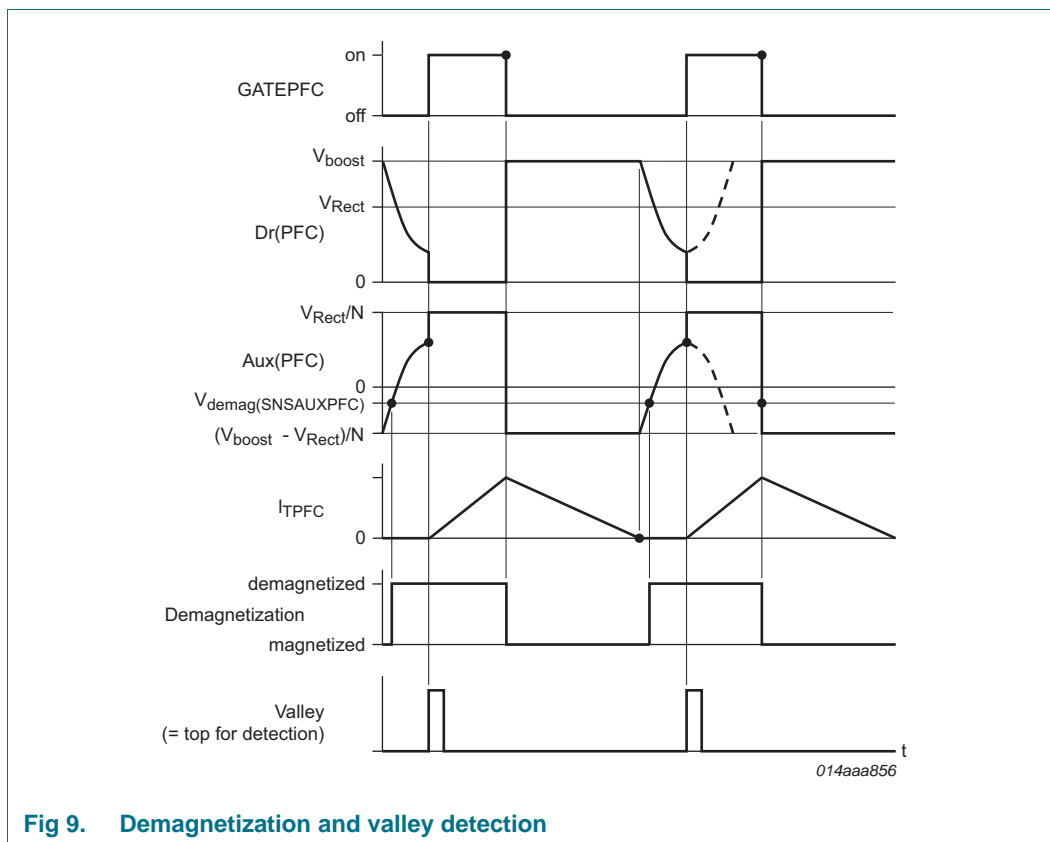 on
GATEPFC
off
Vboost
VRect
Dr(PFC)
0
VRect/N
Aux(PFC)
0
Vdemag(SNSAUXPFC)
(Vboost - VRect)/N
ITPFC
0
demagnetized
Demagnetization
magnetized
Valley
(= top for detection)
t
014aaa856
Fig 9. Demagnetization and valley detection